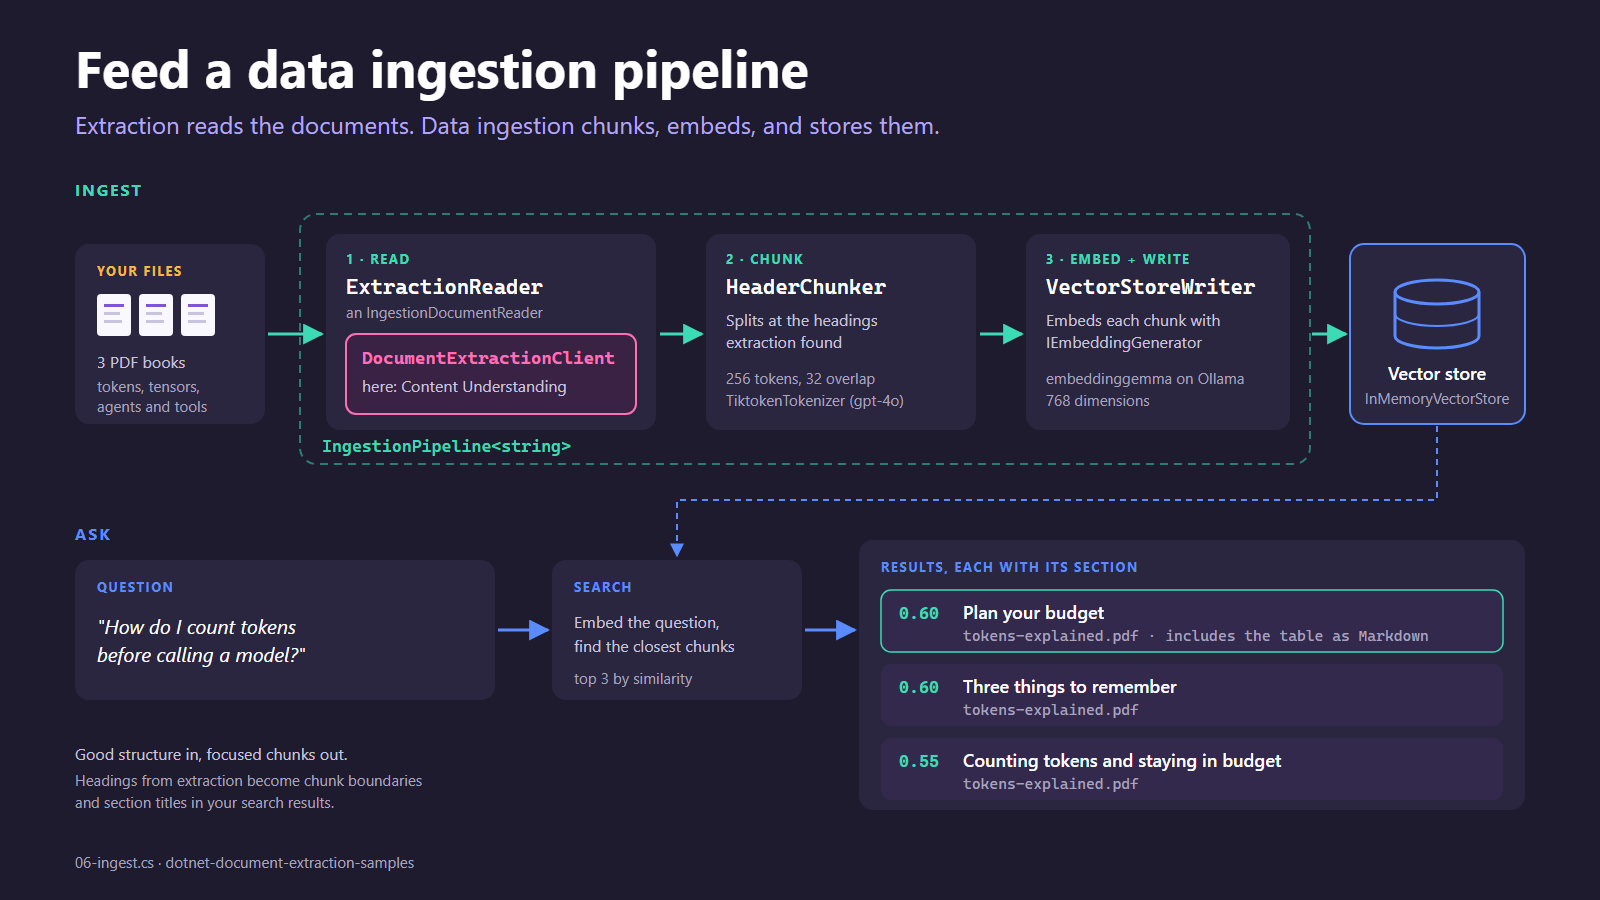 Feed a data ingestion pipeline
Extraction reads the documents. Data ingestion chunks, embeds, and stores them.
INGEST
YOUR FILES
3 PDF books
tokens, tensors,
agents and tools
1 · READ
ExtractionReader
an IngestionDocumentReader
DocumentExtractionClient
here: Content Understanding
2 · CHUNK
HeaderChunker
Splits at the headings
extraction found
256 tokens, 32 overlap
TiktokenTokenizer (gpt-4o)
3 · EMBED + WRITE
VectorStoreWriter
Embeds each chunk with
IEmbeddingGenerator
embeddinggemma on Ollama
768 dimensions
IngestionPipeline<string>
Vector store
InMemoryVectorStore
ASK
QUESTION
"How do I count tokens
before calling a model?"
SEARCH
Embed the question,
find the closest chunks
top 3 by similarity
RESULTS, EACH WITH ITS SECTION
0.60 Plan your budget
tokens-explained.pdf · includes the table as Markdown
0.60 Three things to remember
tokens-explained.pdf
0.55 Counting tokens and staying in budget
tokens-explained.pdf
Good structure in, focused chunks out.
Headings from extraction become chunk boundaries
and section titles in your search results.
06-ingest.cs · dotnet-document-extraction-samples